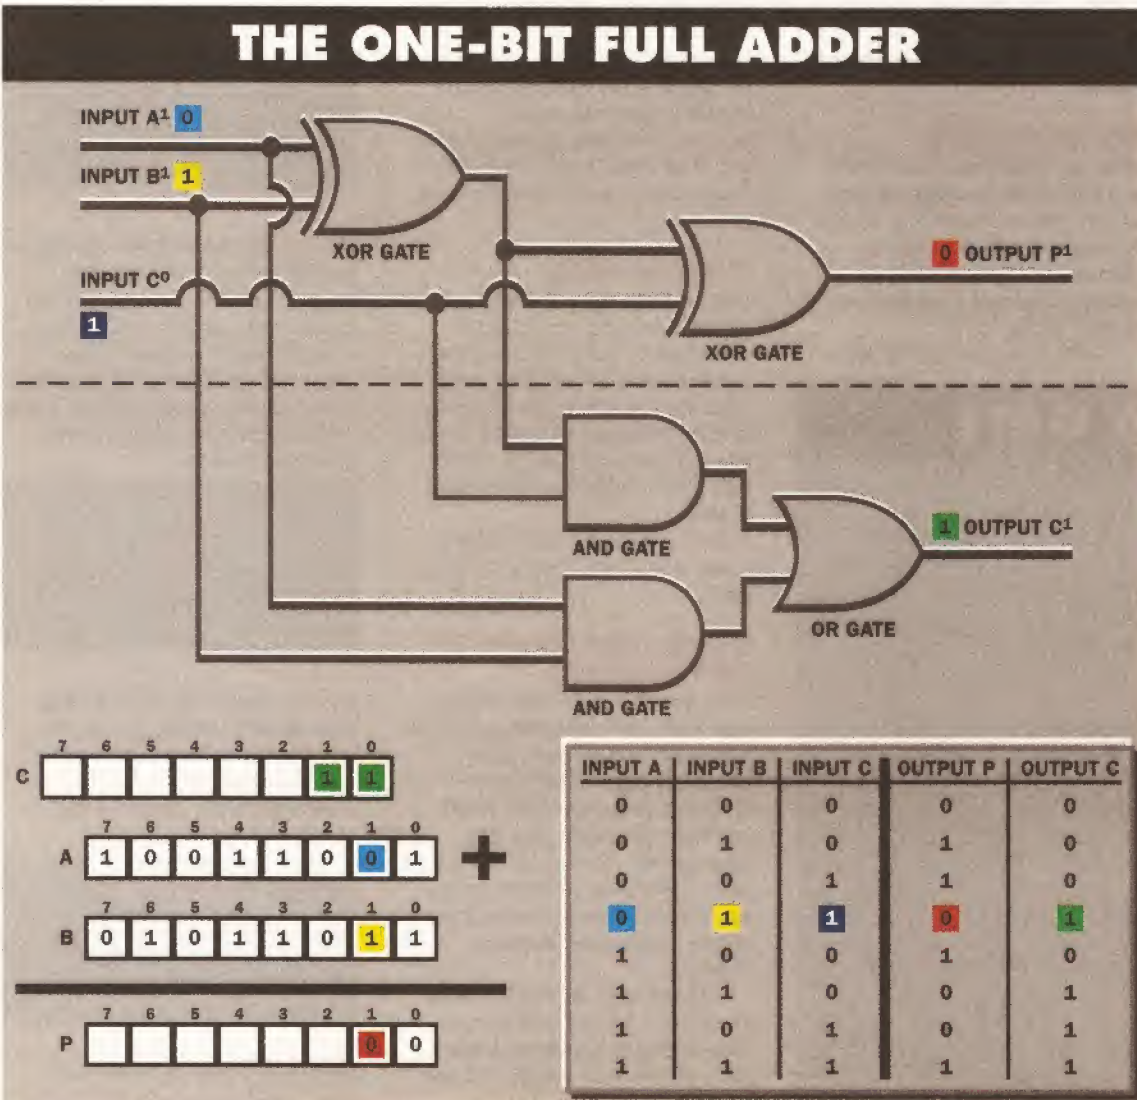 THE ONE-BIT FULL ADDER
INPUT A¹ 0
INPUT B¹ 1
XOR GATE
INPUT C⁰
1
0 OUTPUT P¹
XOR GATE
AND GATE
1 OUTPUT C¹
OR GATE
AND GATE
7 6 5 4 3 2 1 0
C 1 1
7 6 5 4 3 2 1 0
A 1 0 0 1 1 0 0 1 +
7 6 5 4 3 2 1 0
B 0 1 0 1 1 0 1 1
7 6 5 4 3 2 1 0
P 0 0
INPUT A INPUT B INPUT C OUTPUT P OUTPUT C
0 0 0 0 0
0 1 0 1 0
0 0 1 1 0
0 1 1 0 1
1 0 0 1 0
1 1 0 0 1
1 0 1 0 1
1 1 1 1 1